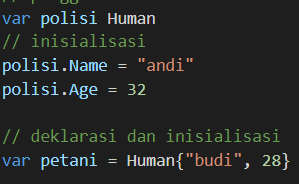 var polisi Human
// inisialisasi
polisi.Name = "andi"
polisi.Age = 32
// deklarasi dan inisialisasi
var petani = Human{"budi", 28}